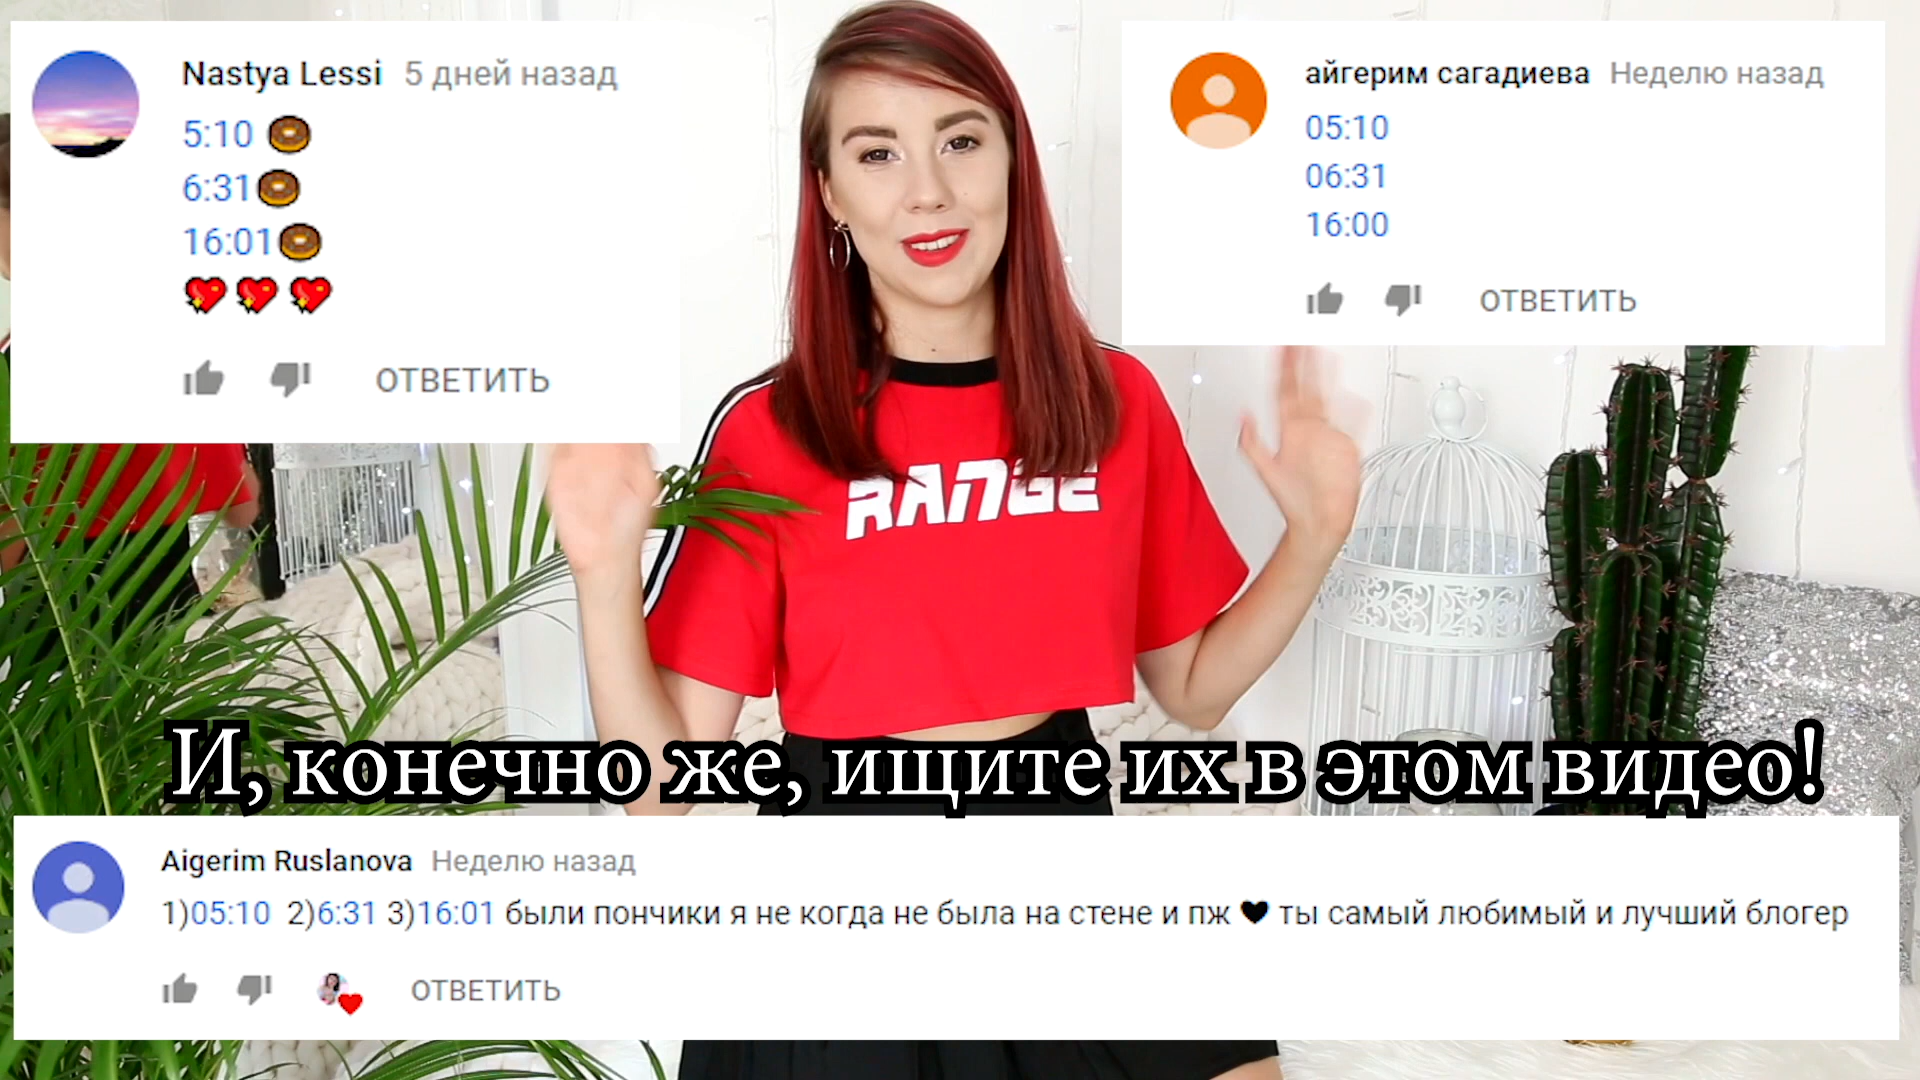 Nastya Lessi 5 дней назад
5:10
6:31
16:01
ОТВЕТИТЬ
айгерим сагадиева Неделю назад
05:10
06:31
16:00
ОТВЕТИТЬ
RANGE
И, конечно же, ищите их в этом видео!
Aigerim Ruslanova Неделю назад
1)05:10 2)6:31 3)16:01 были пончики я не когда не была на стене и пж 🖤 ты самый любимый и лучший блогер
ОТВЕТИТЬ